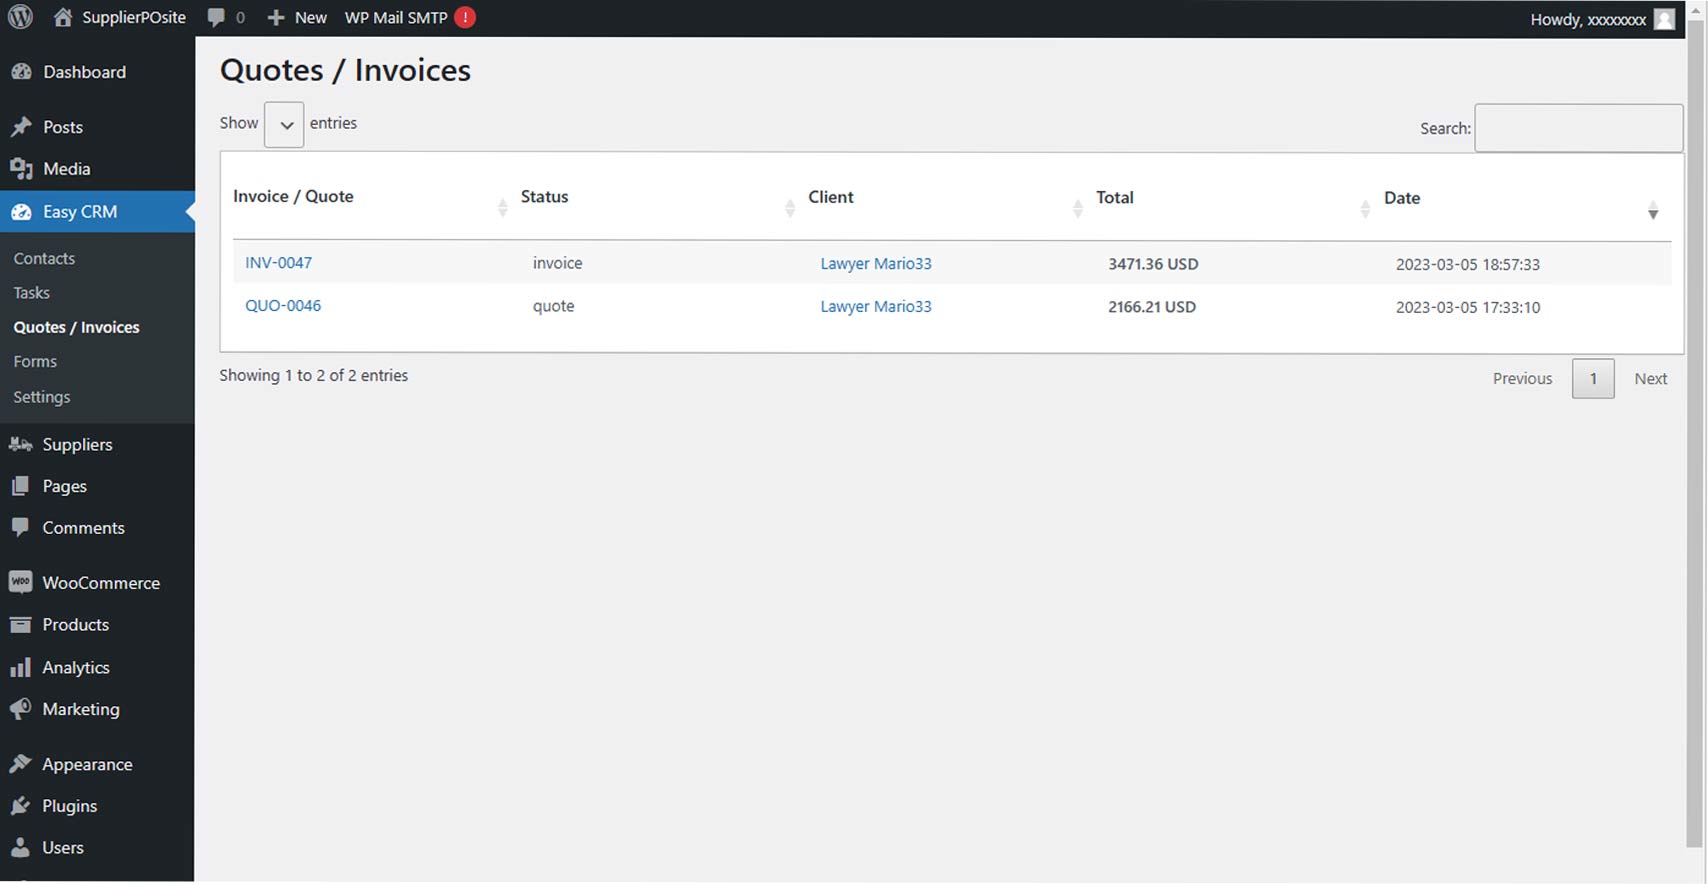 SupplierPOsite 0 New WP Mail SMTP ! Howdy, xxxxxxxx
Dashboard
Posts
Media
Easy CRM
Contacts
Tasks
Quotes / Invoices
Forms
Settings
Suppliers
Pages
Comments
WOO WooCommerce
Products
Analytics
Marketing
Appearance
Plugins
Users
Quotes / Invoices
Show entries Search:
Invoice / Quote Status Client Total Date
INV-0047 invoice Lawyer Mario33 3471.36 USD 2023-03-05 18:57:33
QUO-0046 quote Lawyer Mario33 2166.21 USD 2023-03-05 17:33:10
Showing 1 to 2 of 2 entries Previous 1 Next